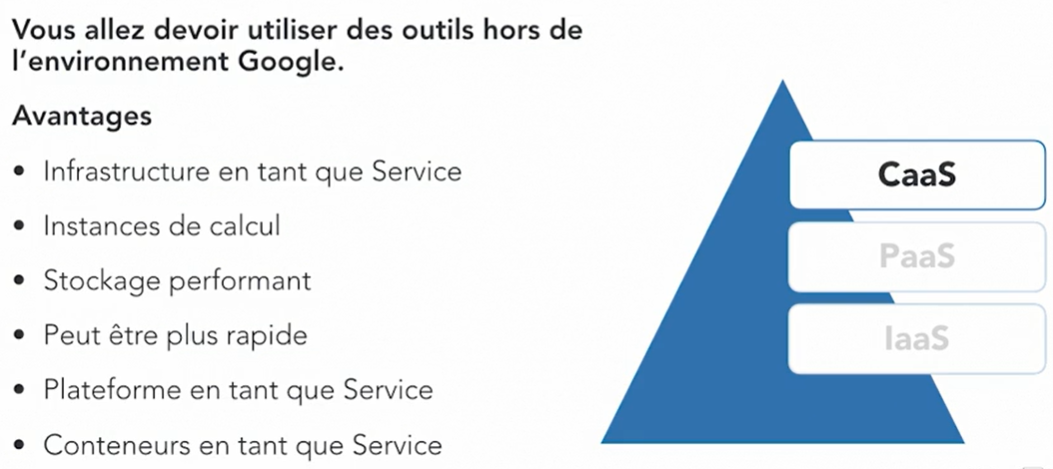 Vous allez devoir utiliser des outils hors de
l'environnement Google.
Avantages
• Infrastructure en tant que Service
• Instances de calcul
• Stockage performant
• Peut être plus rapide
• Plateforme en tant que Service
• Conteneurs en tant que Service
CaaS
PaaS
IaaS